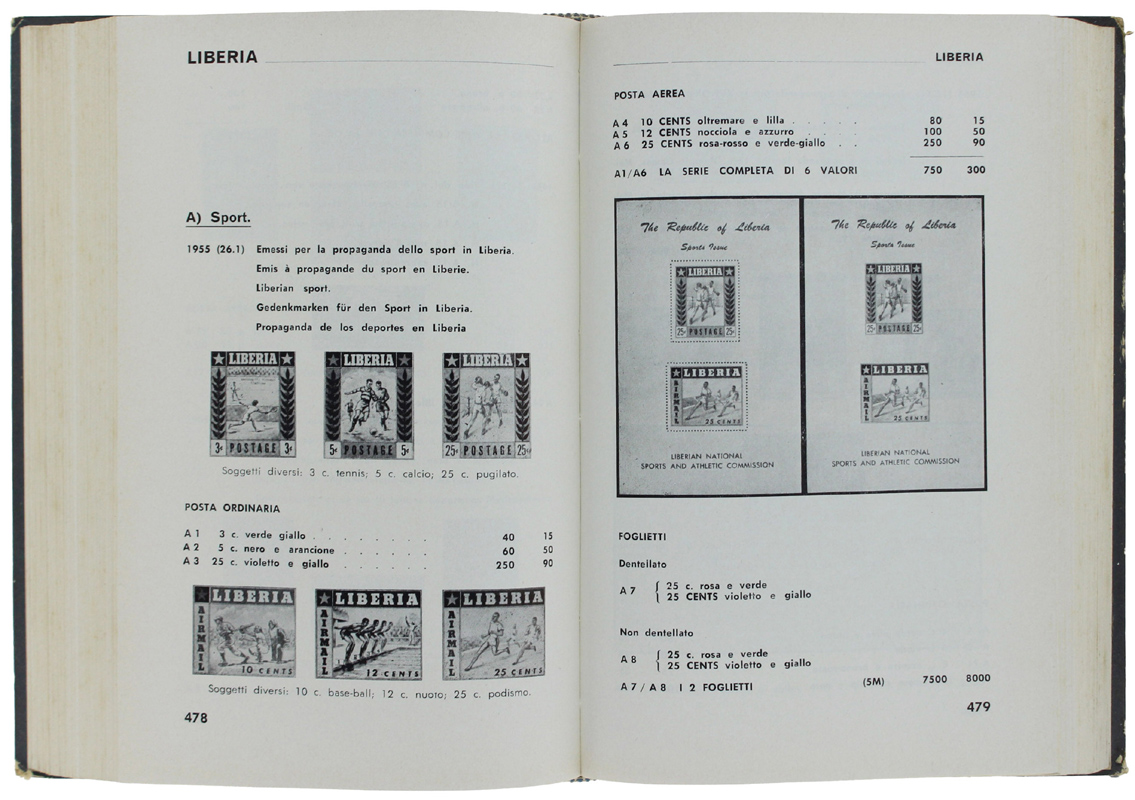 LIBERIA
A) Sport.
1955 (26.1) Emessi per la propaganda dello sport in Liberia.
Emis à propagande du sport en Liberie.
Liberian sport.
Gedenkmarken für den Sport in Liberia.
Propaganda de los deportes en Liberia
LIBERIA LIBERIA LIBERIA
3¢ POSTAGE 3¢ 5¢ POSTAGE 5¢ 25¢ POSTAGE 25¢
Soggetti diversi: 3 c. tennis; 5 c. calcio; 25 c. pugilato.
POSTA ORDINARIA
A 1 3 c. verde giallo . . . . . . . . 40 15
A 2 5 c. nero e arancione . . . . . . 60 50
A 3 25 c. violetto e giallo . . . . . . 250 90
LIBERIA LIBERIA LIBERIA
AIRMAIL AIRMAIL AIRMAIL
10 CENTS 12 CENTS 25 CENTS
Soggetti diversi: 10 c. base-ball; 12 c. nuoto; 25 c. podismo.
478
LIBERIA
POSTA AEREA
A 4 10 CENTS oltremare e lilla . . . . . 80 15
A 5 12 CENTS nocciola e azzurro . . . . 100 50
A 6 25 CENTS rosa-rosso e verde-giallo . . 250 90
A1/A6 LA SERIE COMPLETA DI 6 VALORI 750 300
The Republic of Liberia
Sports Issue
LIBERIA
25¢ POSTAGE 25¢
LIBERIA
AIRMAIL
25 CENTS
LIBERIAN NATIONAL
SPORTS AND ATHLETIC COMMISSION
The Republic of Liberia
Sports Issue
LIBERIA
25¢ POSTAGE 25¢
LIBERIA
AIRMAIL
25 CENTS
LIBERIAN NATIONAL
SPORTS AND ATHLETIC COMMISSION
FOGLIETTI
Dentellato
A 7 { 25 c. rosa e verde
25 CENTS violetto e giallo
Non dentellato
A 8 { 25 c. rosa e verde
25 CENTS violetto e giallo
A 7 / A 8 I 2 FOGLIETTI (5M) 7500 8000
479